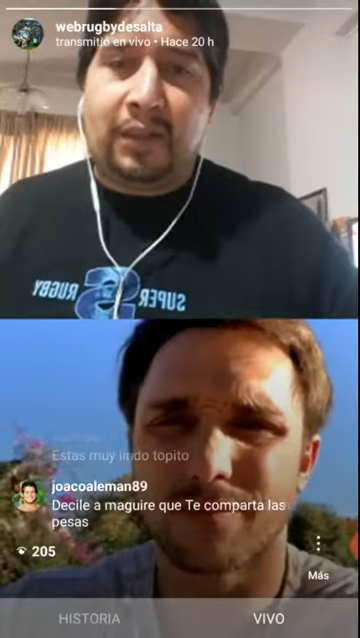 webrugbydesalta
transmitió en vivo • Hace 20 h
SUPER
RUGBY
Estas muy lindo topito
joacoaleman89
Decile a maguire que Te comparta las
pesas
205
Más
HISTORIA
VIVO